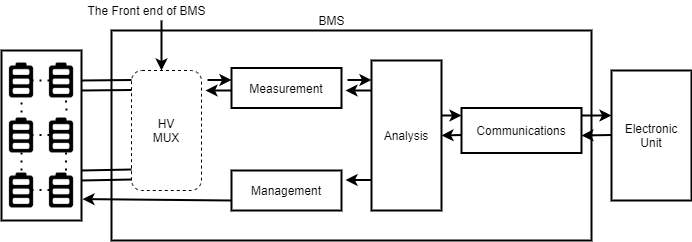 The Front end of BMS
BMS
HV
MUX
Measurement
Management
Analysis
Communications
Electronic
Unit